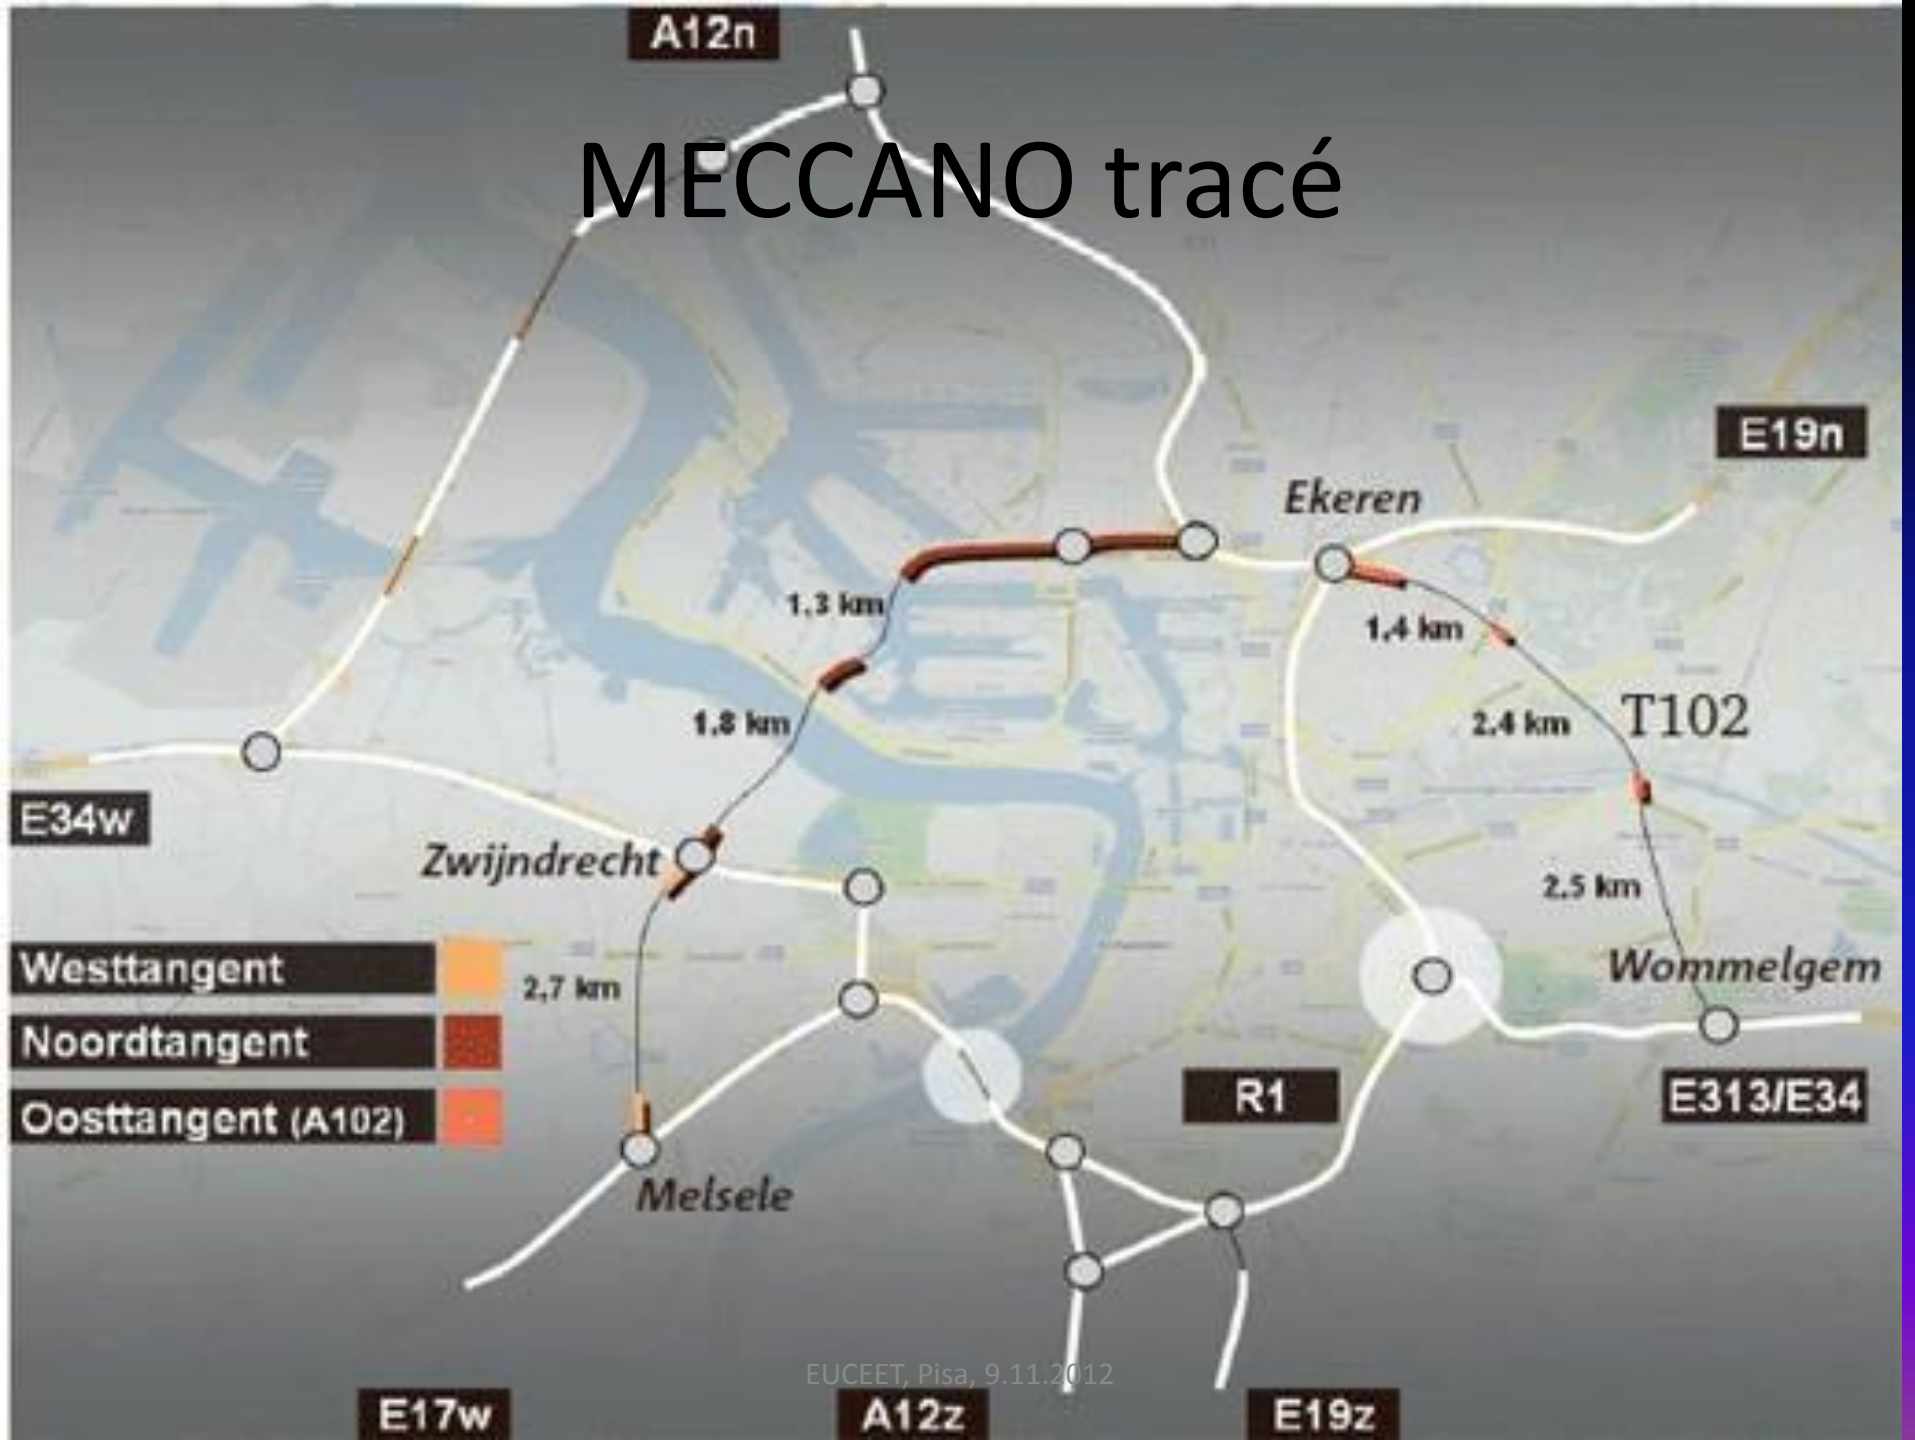 A12n
MECCANO tracé
E19n
Ekeren
1,3 km
1,4 km
1,8 km
2,4 km
T102
E34w
Zwijndrecht
2,5 km
Westtangent
2,7 km
Wommelgem
Noordtangent
Oosttangent (A102)
R1
E313/E34
Melsele
EUCEET, Pisa, 9.11.2012
E17w
A12z
E19z